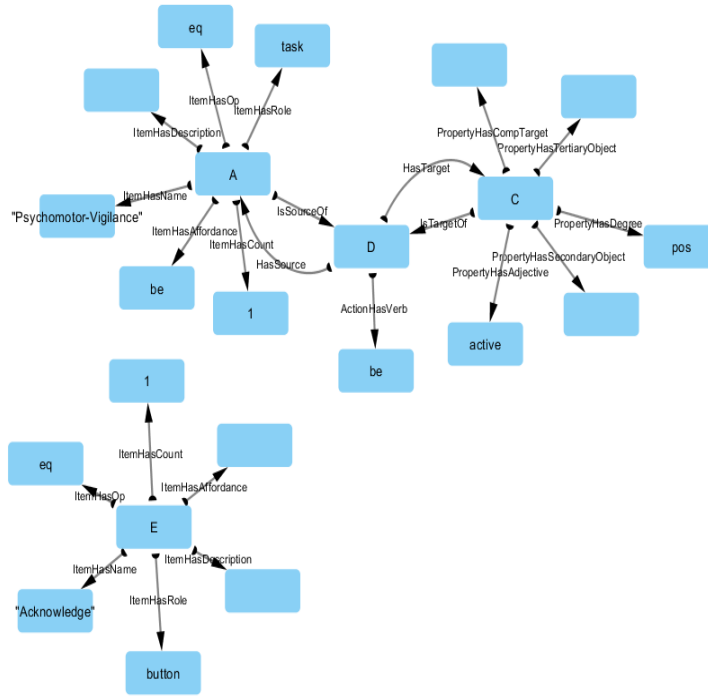 eq
task
ItemHasOp
ItemHasRole
ItemHasDescription
PropertyHasCompTarget
PropertyHasTertiaryObject
A
HasTarget
C
ItemHasName
"Psychomotor-Vigilance"
IsSourceOf
IsTargetOf
PropertyHasDegree
ItemHasAffordance
ItemHasCount
HasSource
D
pos
PropertyHasSecondaryObject
PropertyHasAdjective
be
1
ActionHasVerb
active
be
1
ItemHasCount
eq
ItemHasAffordance
ItemHasOp
E
ItemHasDescription
ItemHasName
ItemHasRole
"Acknowledge"
button